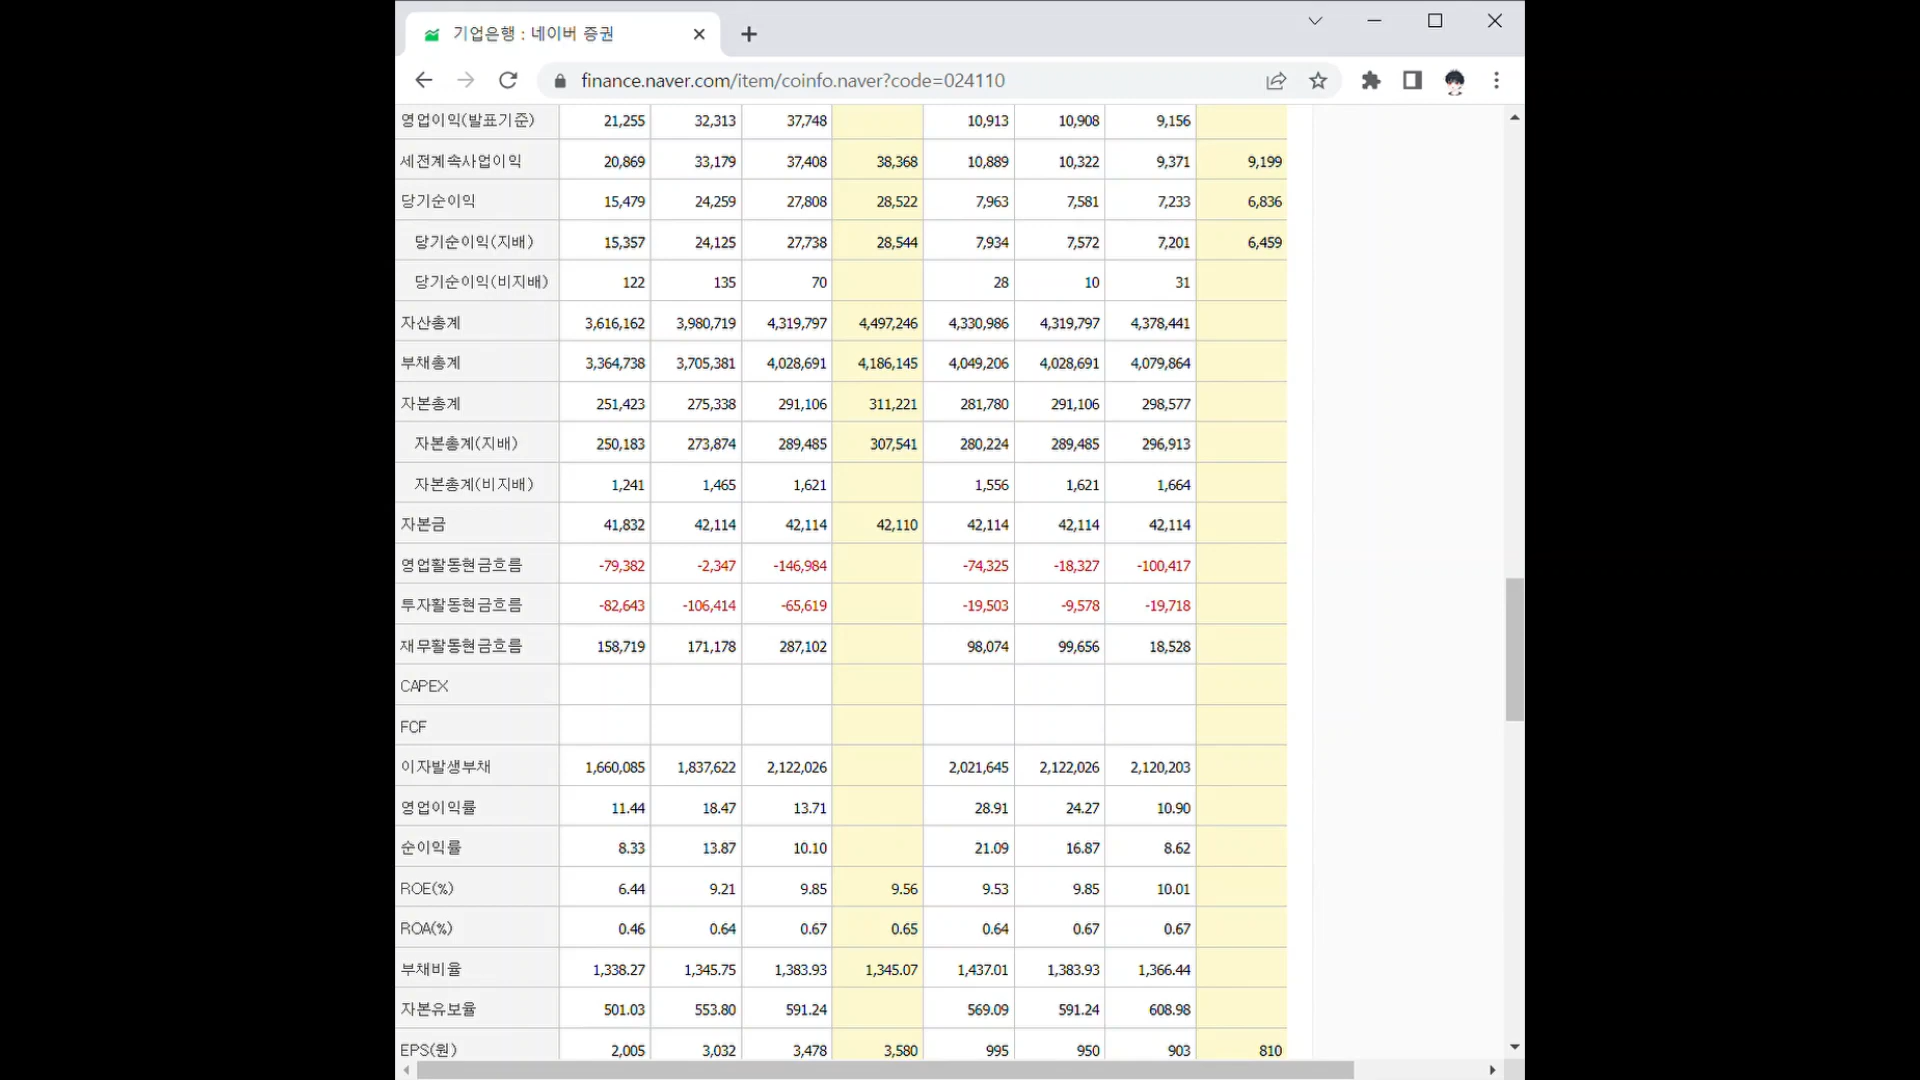 기업은행 : 네이버 증권
finance.naver.com/item/coinfo.naver?code=024110
영업이익(발표기준) 21,255 32,313 37,748 10,913 10,908 9,156
세전계속사업이익 20,869 33,179 37,408 38,368 10,889 10,322 9,371 9,199
당기순이익 15,479 24,259 27,808 28,522 7,963 7,581 7,233 6,836
당기순이익(지배) 15,357 24,125 27,738 28,544 7,934 7,572 7,201 6,459
당기순이익(비지배) 122 135 70 28 10 31
자산총계 3,616,162 3,980,719 4,319,797 4,497,246 4,330,986 4,319,797 4,378,441
부채총계 3,364,738 3,705,381 4,028,691 4,186,145 4,049,206 4,028,691 4,079,864
자본총계 251,423 275,338 291,106 311,221 281,780 291,106 298,577
자본총계(지배) 250,183 273,874 289,485 307,541 280,224 289,485 296,913
자본총계(비지배) 1,241 1,465 1,621 1,556 1,621 1,664
자본금 41,832 42,114 42,114 42,110 42,114 42,114 42,114
영업활동현금흐름 -79,382 -2,347 -146,984 -74,325 -18,327 -100,417
투자활동현금흐름 -82,643 -106,414 -65,619 -19,503 -9,578 -19,718
재무활동현금흐름 158,719 171,178 287,102 98,074 99,656 18,528
CAPEX
FCF
이자발생부채 1,660,085 1,837,622 2,122,026 2,021,645 2,122,026 2,120,203
영업이익률 11.44 18.47 13.71 28.91 24.27 10.90
순이익률 8.33 13.87 10.10 21.09 16.87 8.62
ROE(%) 6.44 9.21 9.85 9.56 9.53 9.85 10.01
ROA(%) 0.46 0.64 0.67 0.65 0.64 0.67 0.67
부채비율 1,338.27 1,345.75 1,383.93 1,345.07 1,437.01 1,383.93 1,366.44
자본유보율 501.03 553.80 591.24 569.09 591.24 608.98
EPS(원) 2,005 3,032 3,478 3,580 995 950 903 810